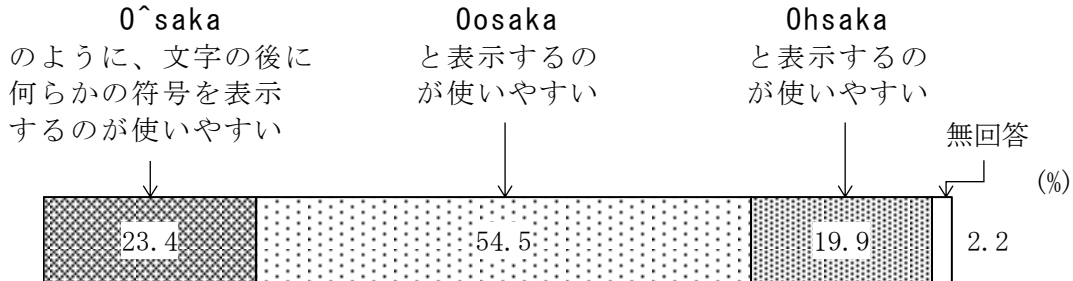 O^saka
のように、文字の後に
何らかの符号を表示
するのが使いやすい
Oosaka
と表示するの
が使いやすい
Ohsaka
と表示するの
が使いやすい
無回答
(%)
23.4
54.5
19.9
2.2